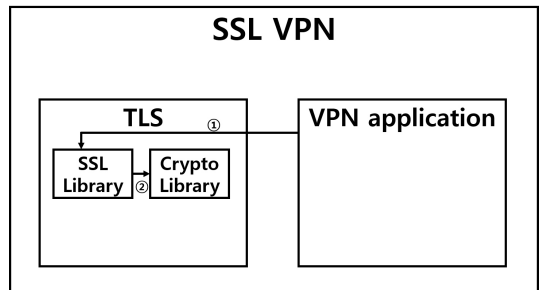 SSL VPN
TLS
①
VPN application
SSL
Library
②
Crypto
Library